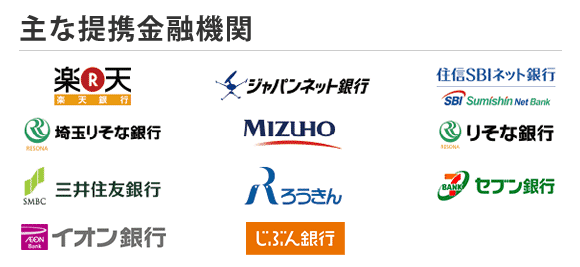 主な提携金融機関
楽R天
楽天銀行
ジャパンネット銀行
住信SBIネット銀行
SBI Sumishin Net Bank
RESONA 埼玉りそな銀行
MIZUHO
RESONA りそな銀行
SMBC 三井住友銀行
ろうきん
7 BANK セブン銀行
AEON Bank イオン銀行
じぶん銀行